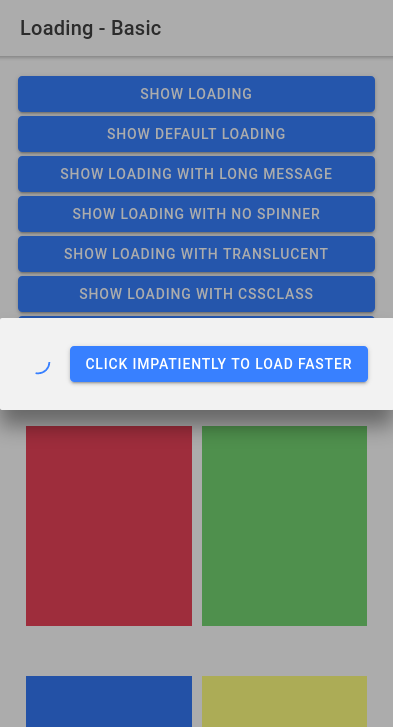 Loading - Basic
SHOW LOADING
SHOW DEFAULT LOADING
SHOW LOADING WITH LONG MESSAGE
SHOW LOADING WITH NO SPINNER
SHOW LOADING WITH TRANSLUCENT
SHOW LOADING WITH CSSCLASS
CLICK IMPATIENTLY TO LOAD FASTER